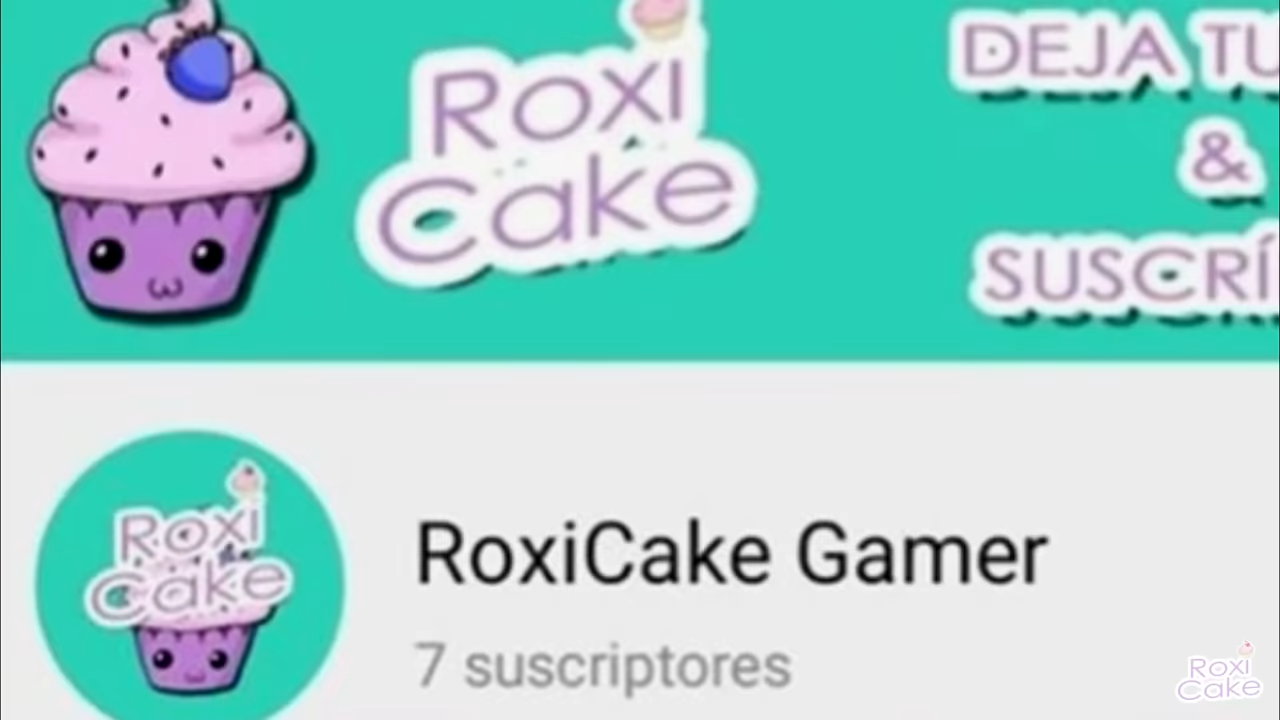 Roxi
Cake
DEJA TU
&
SUSCRÍ
Roxi
Cake
RoxiCake Gamer
7 suscriptores
Roxi
Cake